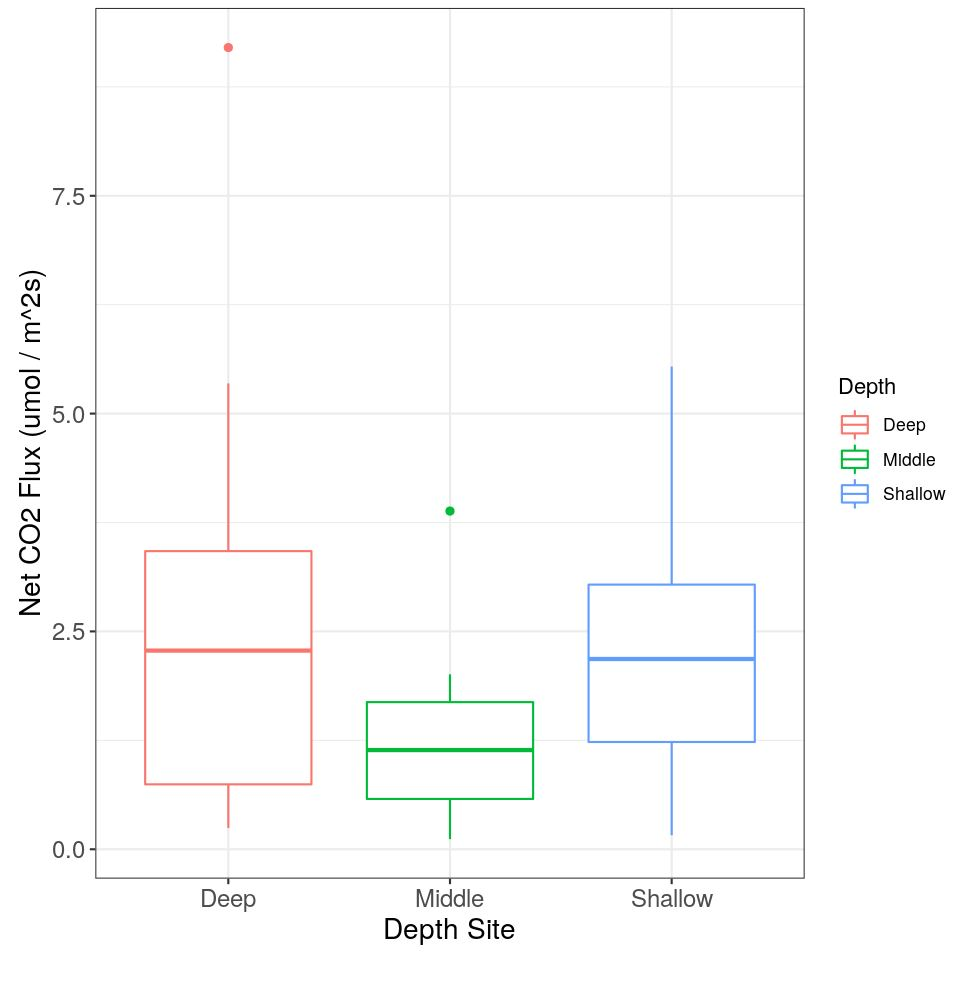 Net CO2 Flux (umol / m^2s)
7.5
5.0
2.5
0.0
Deep
Middle
Shallow
Depth Site
Depth
Deep
Middle
Shallow